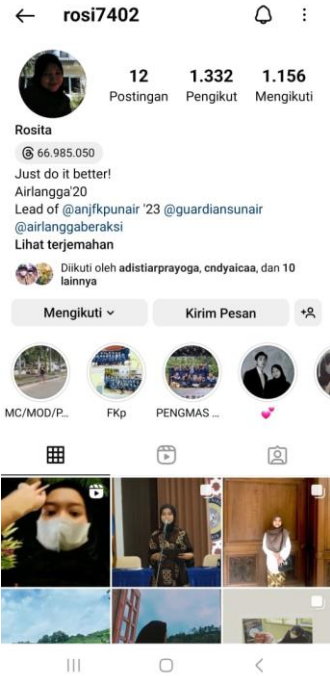 rosi7402
12 1.332 1.156
Postingan Pengikut Mengikuti
Rosita
66.985.050
Just do it better!
Airlangga'20
Lead of @anjfkpunair '23 @guardiansunair
@airlanggaberaksi
Lihat terjemahan
Diikuti oleh adistiarprayoga, cndyaicaa, dan 10
lainnya
Mengikuti Kirim Pesan
MC/MOD/P... FKp PENGMAS ... 💕